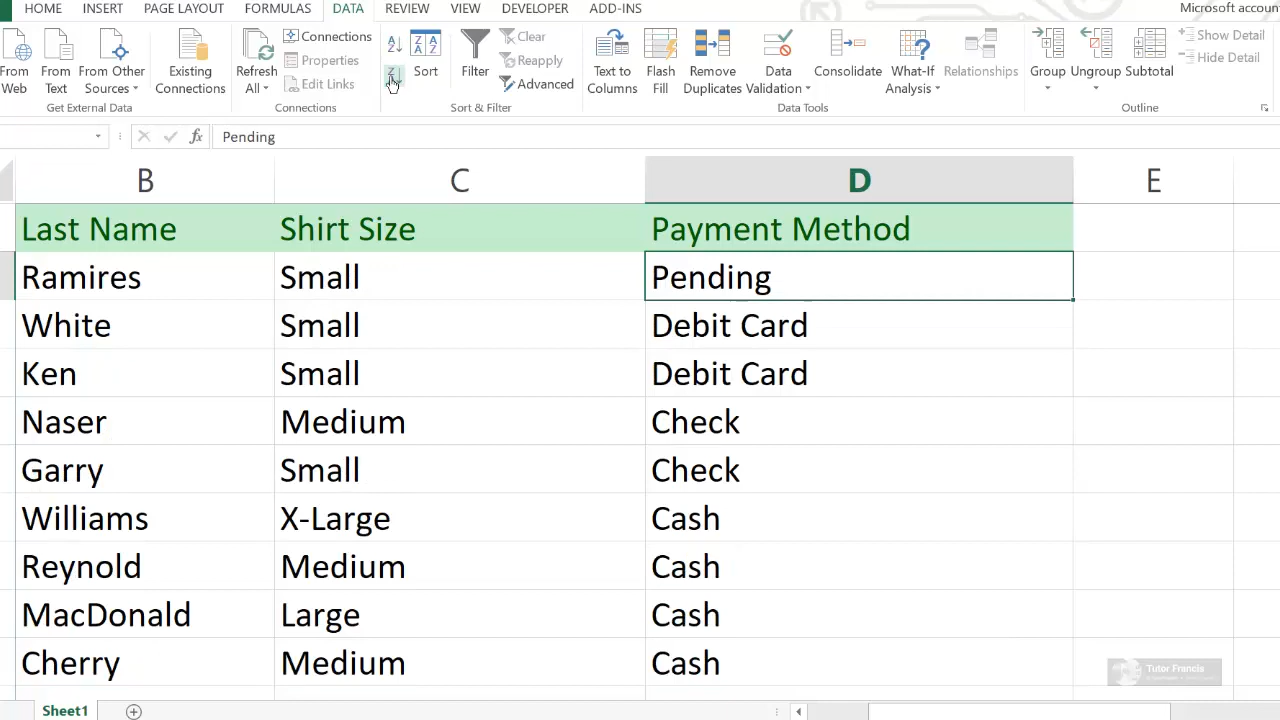 HOME INSERT PAGE LAYOUT FORMULAS DATA REVIEW VIEW DEVELOPER ADD-INS Microsoft accoun
From Web
From Text
From Other Sources
Existing Connections
Get External Data
Refresh All
Connections
Properties
Edit Links
Connections
Sort
Filter
Clear
Reapply
Advanced
Sort & Filter
Text to Columns
Flash Fill
Remove Duplicates
Data Validation
Consolidate
What-If Analysis
Relationships
Data Tools
Group
Ungroup
Subtotal
Show Detail
Hide Detail
Outline
fx Pending
B C D E
Last Name Shirt Size Payment Method
Ramires Small Pending
White Small Debit Card
Ken Small Debit Card
Naser Medium Check
Garry Small Check
Williams X-Large Cash
Reynold Medium Cash
MacDonald Large Cash
Cherry Medium Cash
Tutor Francis
Sheet1